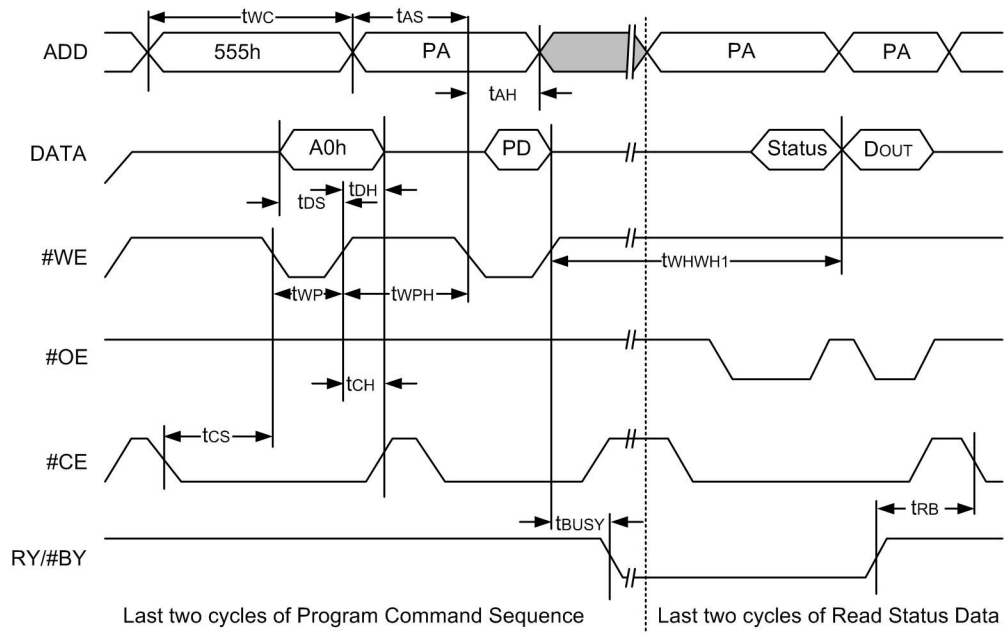 tWC tAS
ADD 555h PA PA PA
tAH
DATA A0h PD Status DOUT
tDH
tDS
#WE
tWHWH1
tWP tWPH
#OE
tCH
tCS
#CE
tBUSY tRB
RY/#BY
Last two cycles of Program Command Sequence Last two cycles of Read Status Data